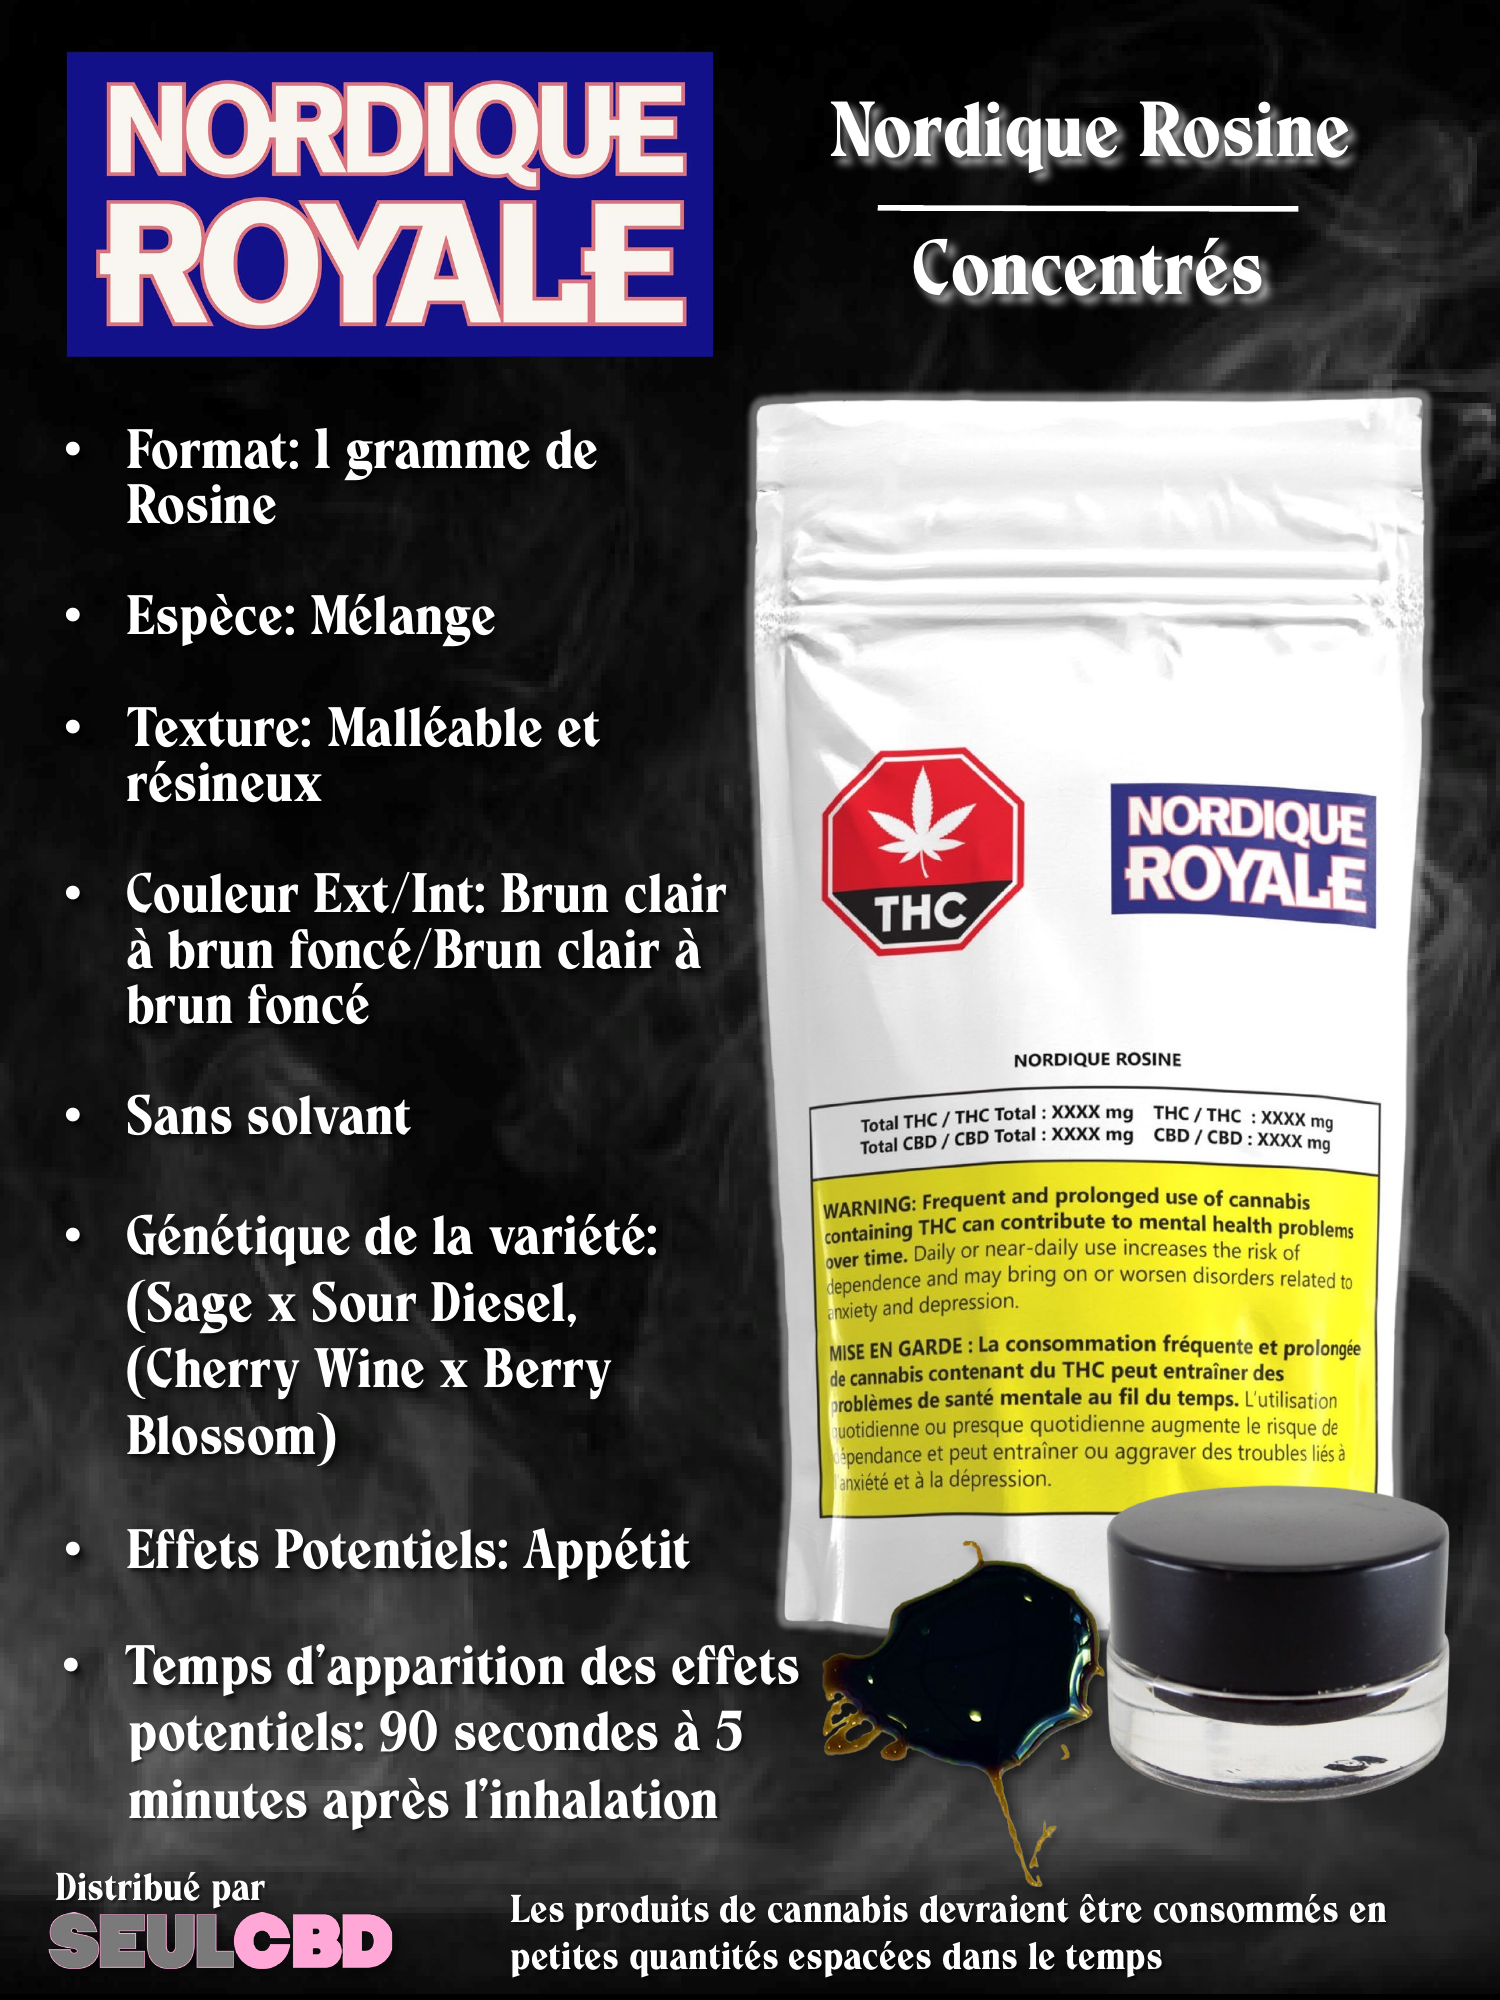 NORDIQUE
ROYALE
Nordique Rosine
Concentrés
• Format: 1 gramme de
Rosine
• Espèce: Mélange
• Texture: Malléable et
résineux
• Couleur Ext/Int: Brun clair
à brun foncé/Brun clair à
brun foncé
• Sans solvant
• Génétique de la variété:
(Sage x Sour Diesel,
(Cherry Wine x Berry
Blossom)
• Effets Potentiels: Appétit
• Temps d'apparition des effets
potentiels: 90 secondes à 5
minutes après l'inhalation
THC
NORDIQUE
ROYALE
NORDIQUE ROSINE
Total THC / THC Total : XXXX mg THC / THC : XXXX mg
Total CBD / CBD Total : XXXX mg CBD / CBD : XXXX mg
WARNING: Frequent and prolonged use of cannabis
containing THC can contribute to mental health problems
over time. Daily or near-daily use increases the risk of
dependence and may bring on or worsen disorders related to
anxiety and depression.
MISE EN GARDE : La consommation fréquente et prolongée
de cannabis contenant du THC peut entraîner des
problèmes de santé mentale au fil du temps. L'utilisation
quotidienne ou presque quotidienne augmente le risque de
dépendance et peut entraîner ou aggraver des troubles liés à
l'anxiété et à la dépression.
Distribué par
SEULCBD
Les produits de cannabis devraient être consommés en
petites quantités espacées dans le temps